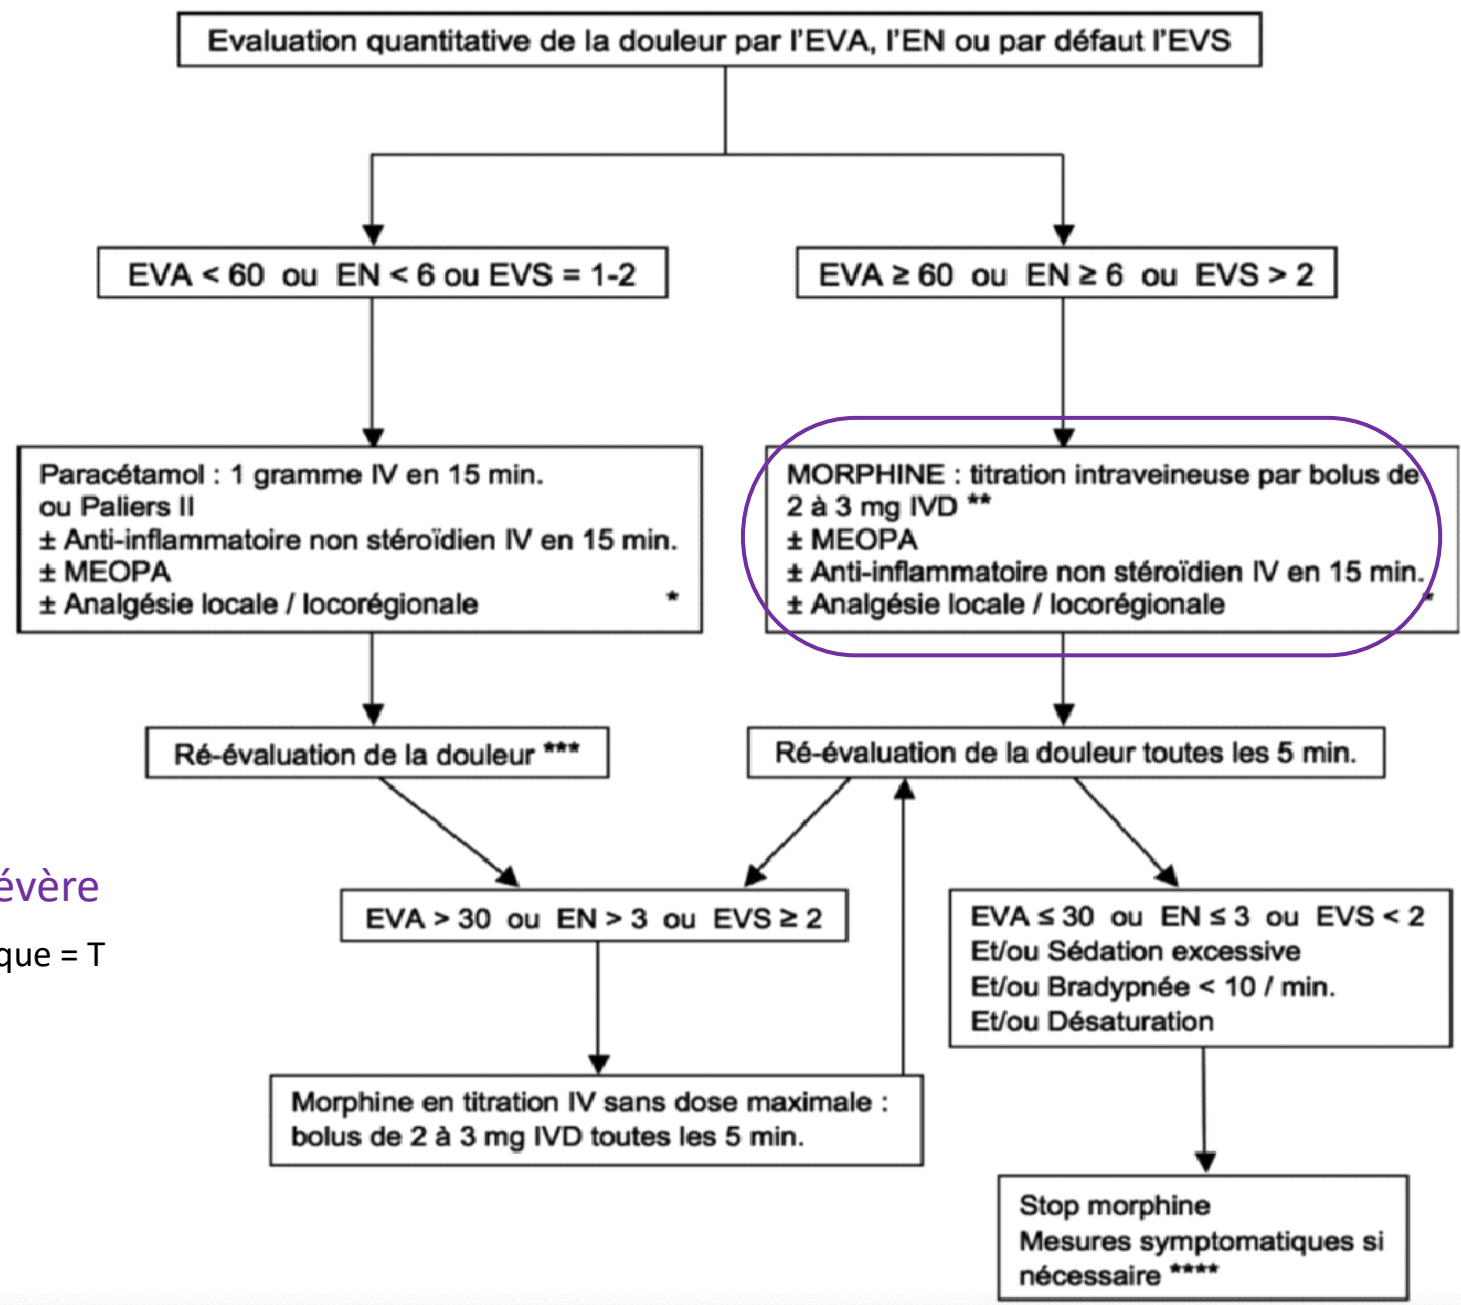 Evaluation quantitative de la douleur par l'EVA, l'EN ou par défaut l'EVS
EVA < 60 ou EN < 6 ou EVS = 1-2
EVA ≥ 60 ou EN ≥ 6 ou EVS > 2
Paracétamol : 1 gramme IV en 15 min.
ou Paliers II
± Anti-inflammatoire non stéroïdien IV en 15 min.
± MEOPA
± Analgésie locale / locorégionale *
MORPHINE : titration intraveineuse par bolus de
2 à 3 mg IVD **
± MEOPA
± Anti-inflammatoire non stéroïdien IV en 15 min.
± Analgésie locale / locorégionale *
Ré-évaluation de la douleur ***
Ré-évaluation de la douleur toutes les 5 min.
évère
que = T
EVA > 30 ou EN > 3 ou EVS ≥ 2
EVA ≤ 30 ou EN ≤ 3 ou EVS < 2
Et/ou Sédation excessive
Et/ou Bradypnée < 10 / min.
Et/ou Désaturation
Morphine en titration IV sans dose maximale :
bolus de 2 à 3 mg IVD toutes les 5 min.
Stop morphine
Mesures symptomatiques si
nécessaire ****